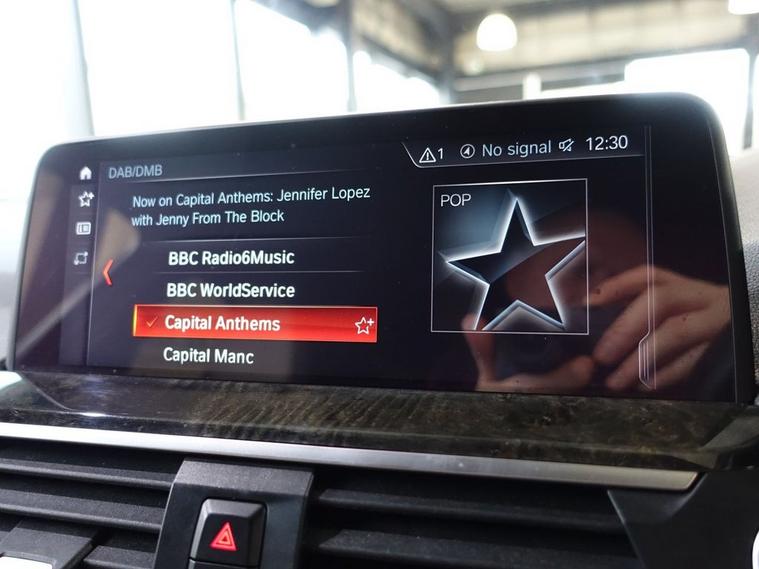 DAB/DMB
1 No signal 12:30
Now on Capital Anthems: Jennifer Lopez
with Jenny From The Block
BBC Radio6Music
BBC WorldService
Capital Anthems
Capital Manc
POP